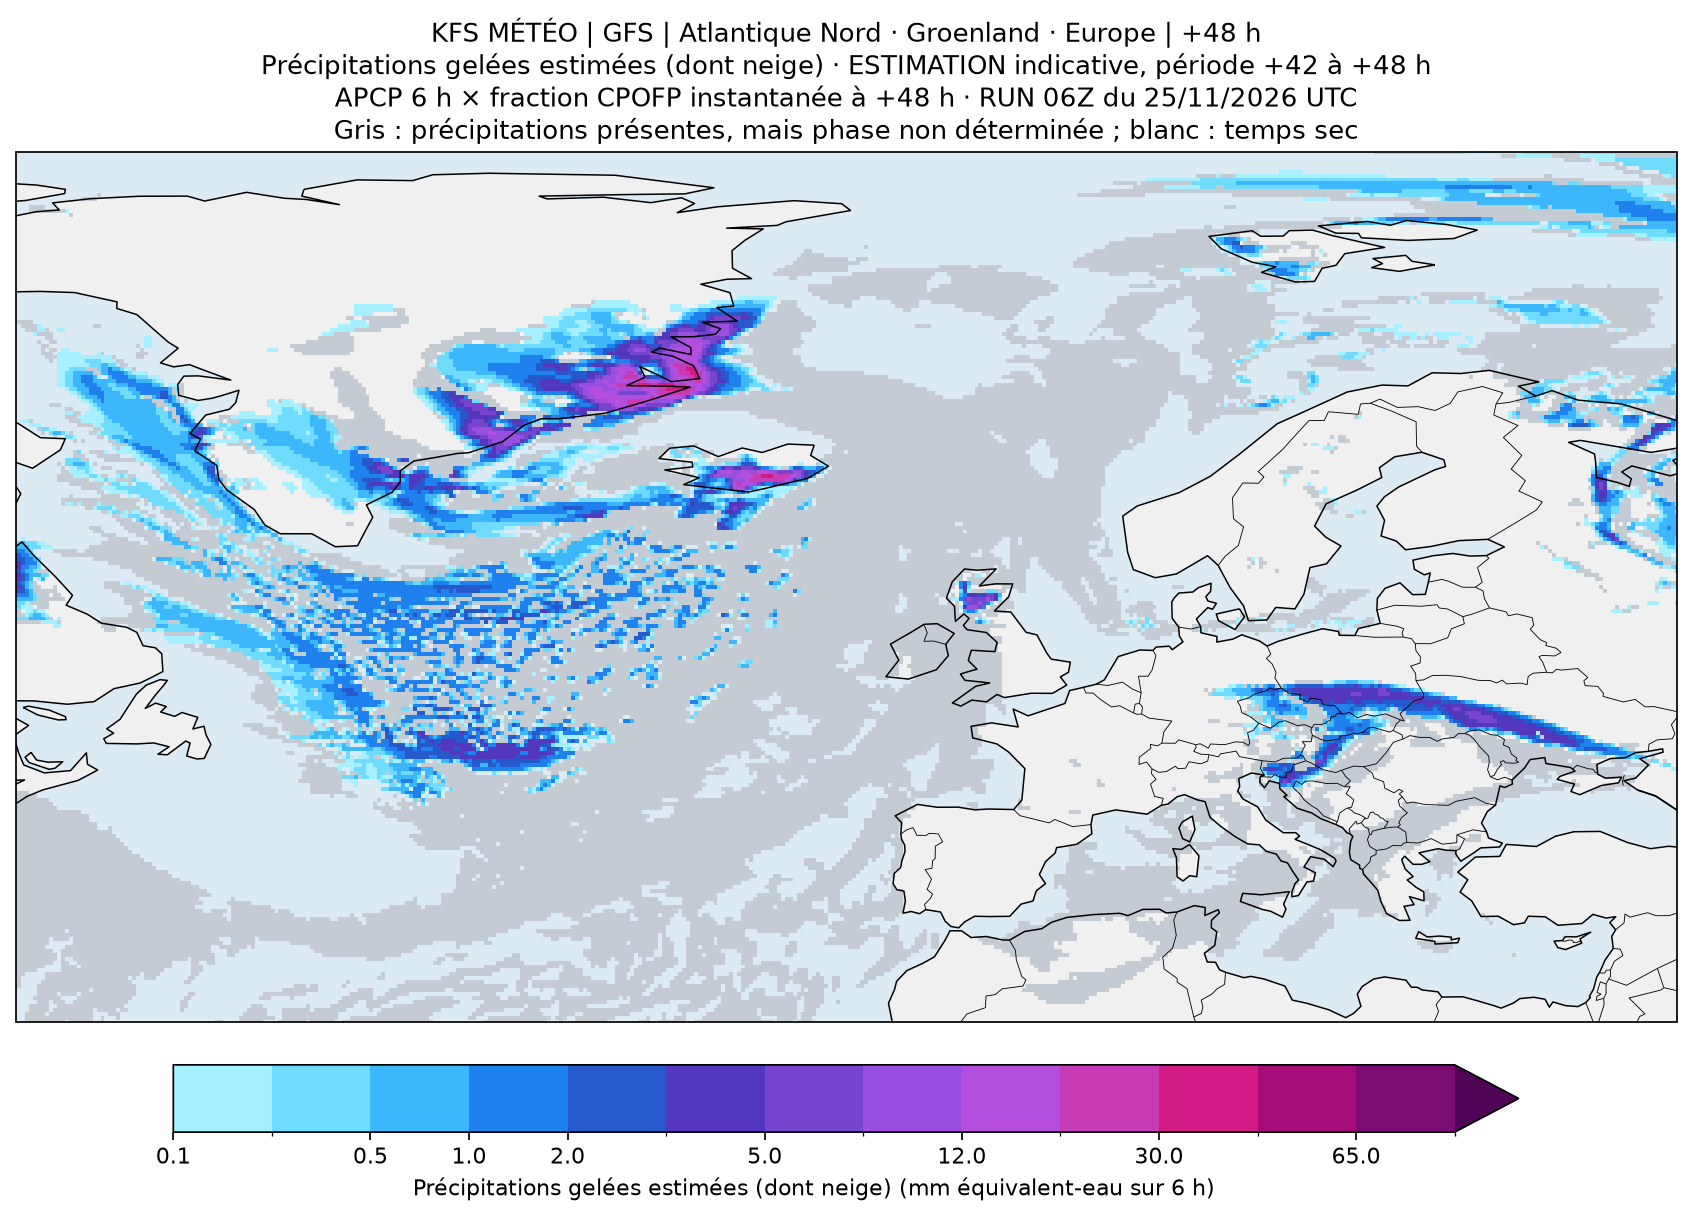 KFS MÉTÉO | GFS | Atlantique Nord · Groenland · Europe | +48 h
Précipitations gelées estimées (dont neige) · ESTIMATION indicative, période +42 à +48 h
APCP 6 h × fraction CPOFP instantanée à +48 h · RUN 06Z du 25/11/2026 UTC
Gris : précipitations présentes, mais phase non déterminée ; blanc : temps sec
0.1 0.5 1.0 2.0 5.0 12.0 30.0 65.0
Précipitations gelées estimées (dont neige) (mm équivalent-eau sur 6 h)